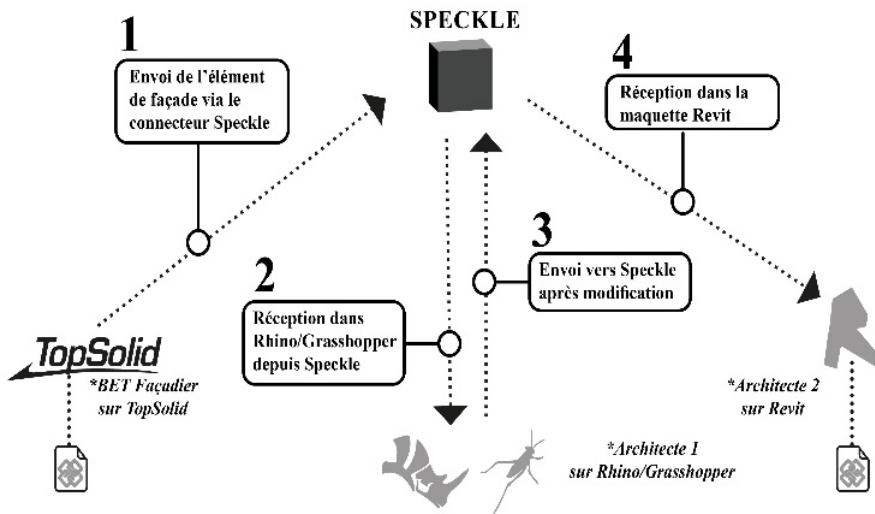 SPECKLE
1
Envoi de l'élément
de façade via le
connecteur Speckle
4
Réception dans la
maquette Revit
2
Réception dans
Rhino/Grasshopper
depuis Speckle
3
Envoi vers Speckle
après modification
TopSolid
*BET Façadier
sur TopSolid
*Architecte 1
sur Rhino/Grasshopper
*Architecte 2
sur Revit